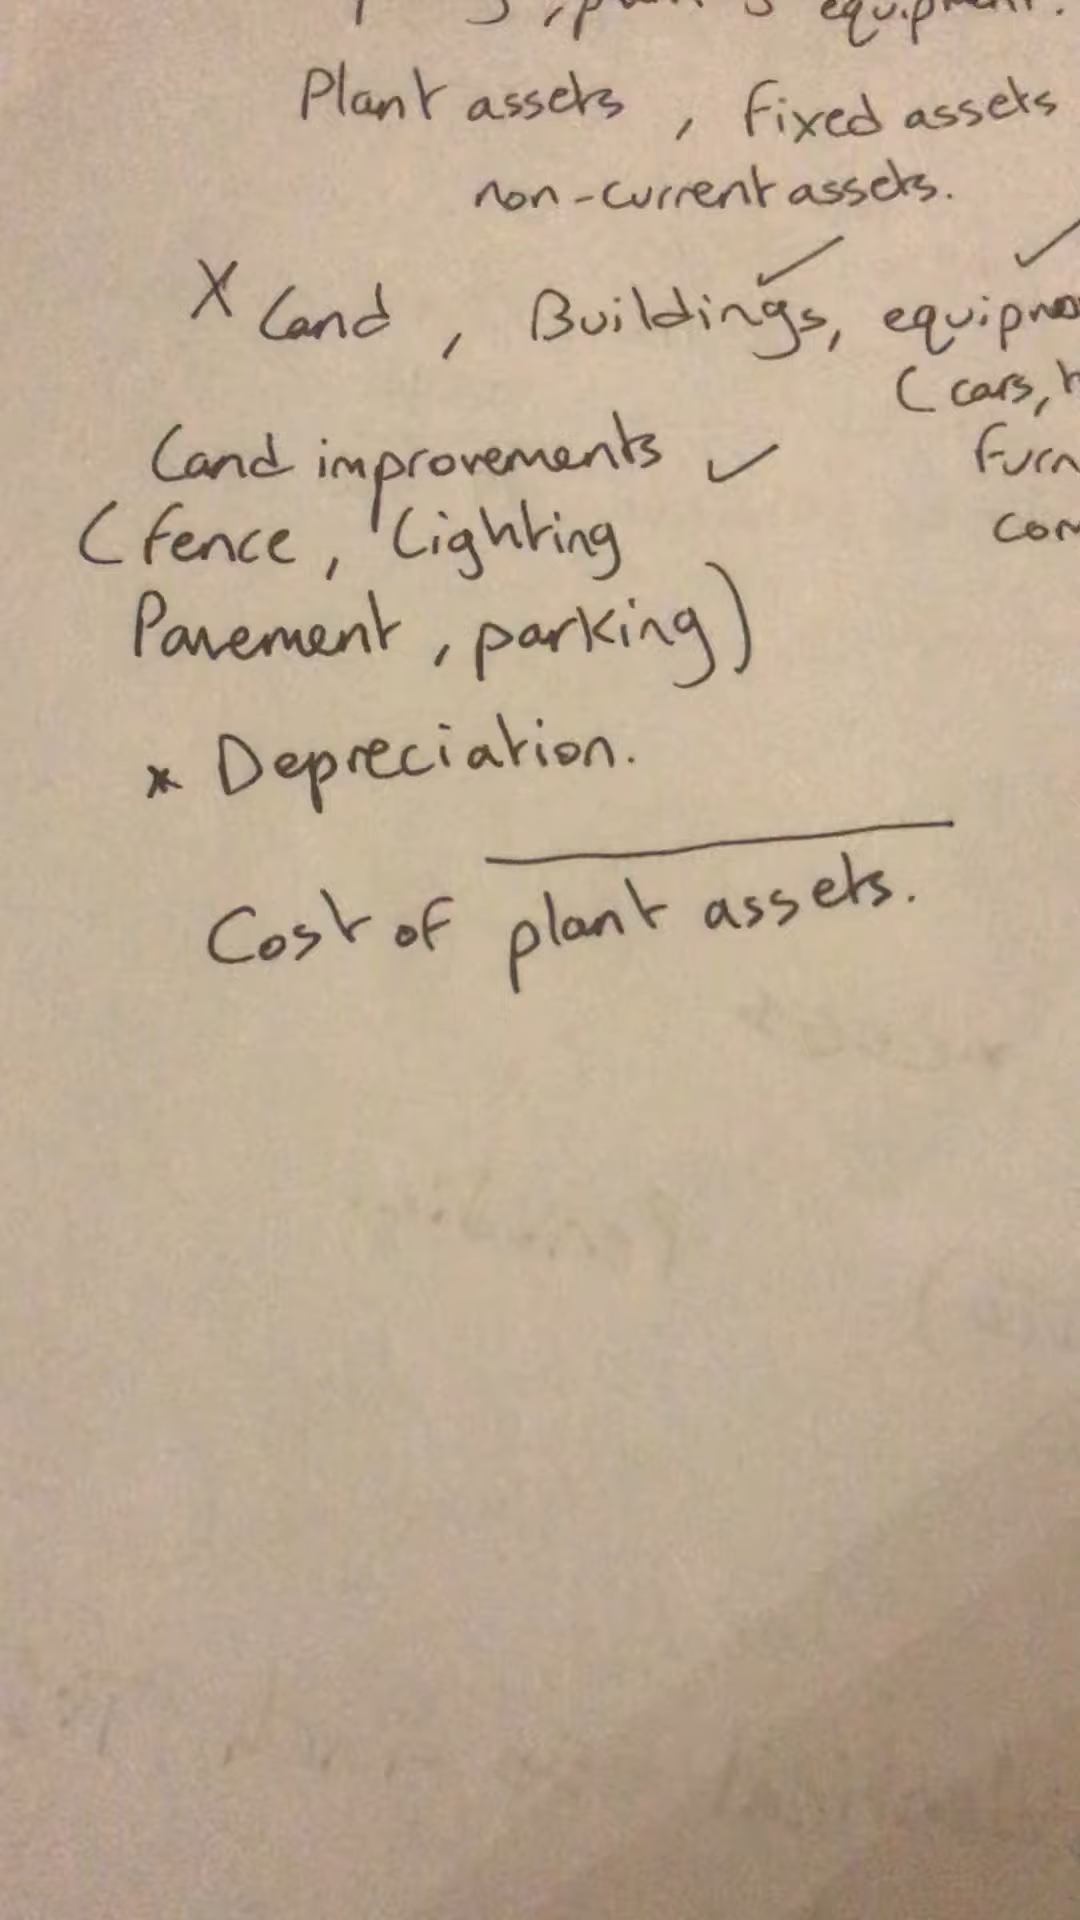 equipment.
Plant assets, fixed assets
non-current assets.
X Land, Buildings, ✓ ✓
(cars,
Land improvements ✓
(fence, Lighting
Pavement, parking)
* Depreciation.
Cost of plant assets.